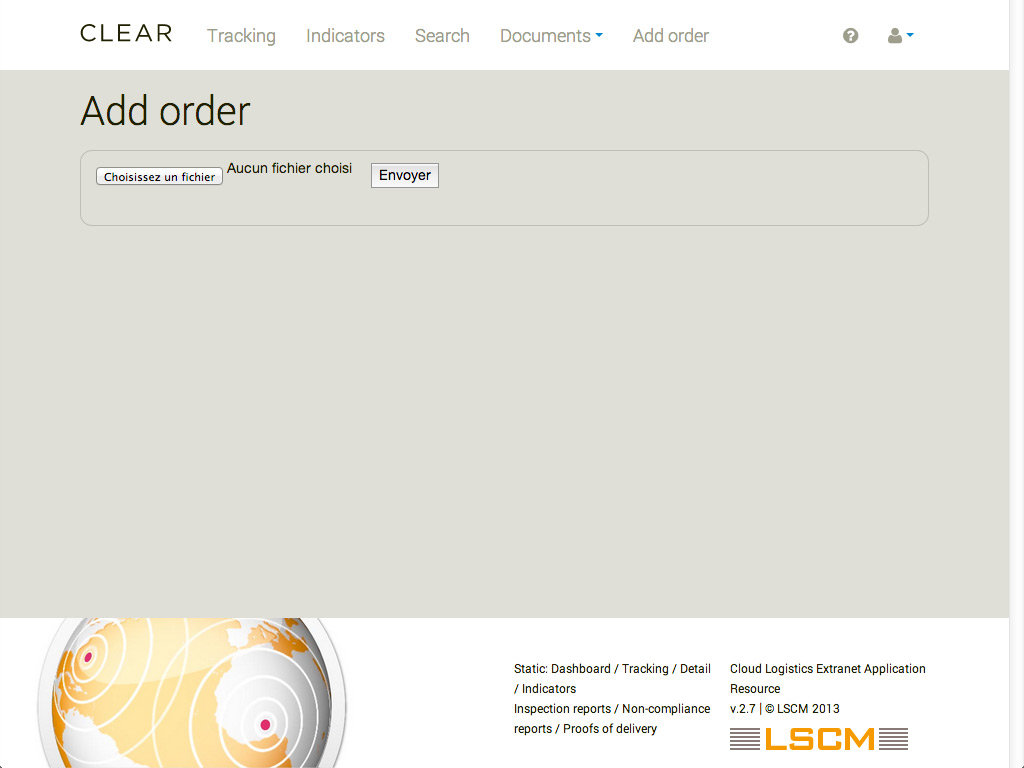 CLEAR Tracking Indicators Search Documents Add order
Add order
Choisissez un fichier Aucun fichier choisi Envoyer
Static: Dashboard / Tracking / Detail
/ Indicators
Inspection reports / Non-compliance
reports / Proofs of delivery
Cloud Logistics Extranet Application
Resource
v.2.7 | © LSCM 2013
LSCM